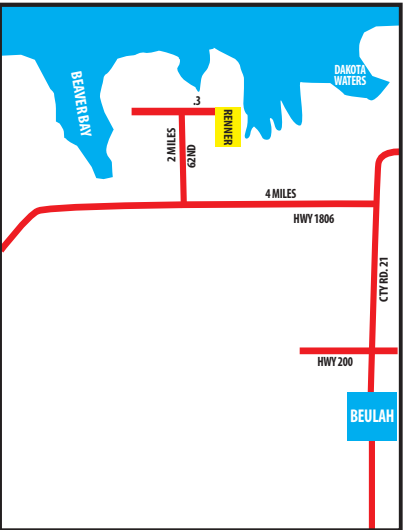 DAKOTA
WATERS
BEAVER BAY
.3
RENNER
2 MILES
62ND
4 MILES
HWY 1806
CTY RD. 21
HWY 200
BEULAH